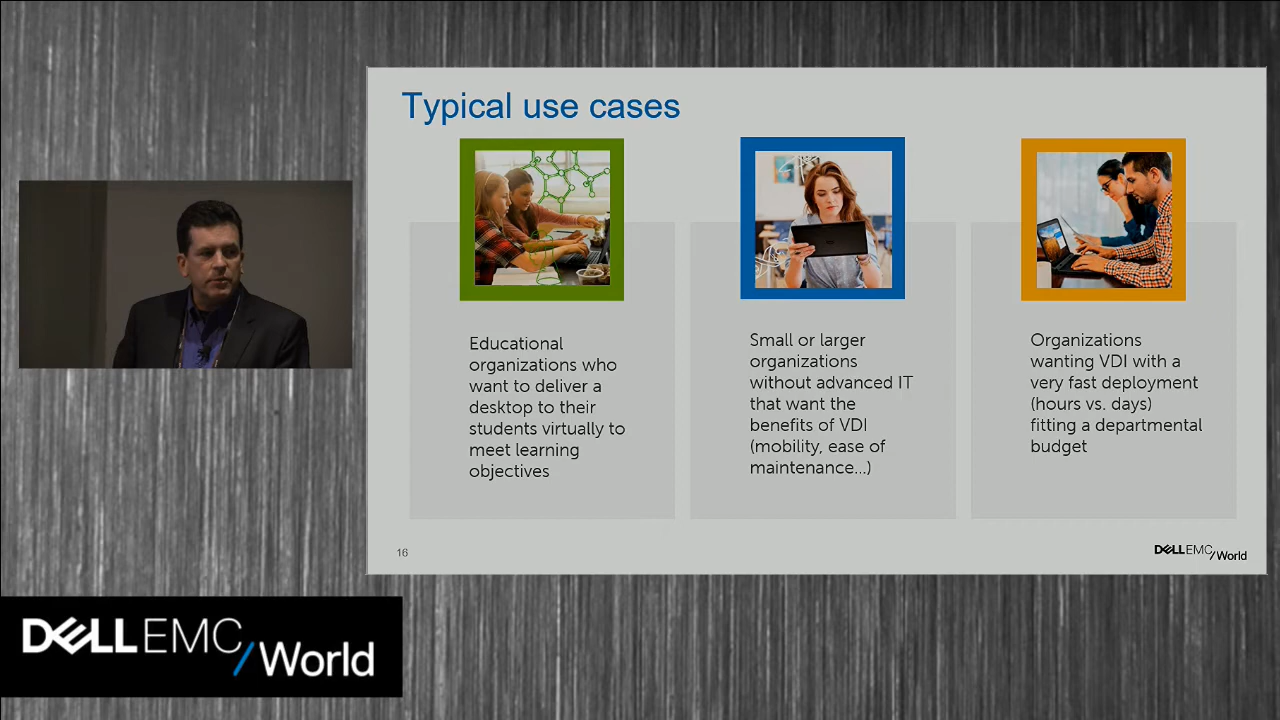 Typical use cases
Educational
organizations who
want to deliver a
desktop to their
students virtually to
meet learning
objectives
Small or larger
organizations
without advanced IT
that want the
benefits of VDI
(mobility, ease of
maintenance...)
Organizations
wanting VDI with a
very fast deployment
(hours vs. days)
fitting a departmental
budget
16
DELLEMC
/World
DELLEMC
/World